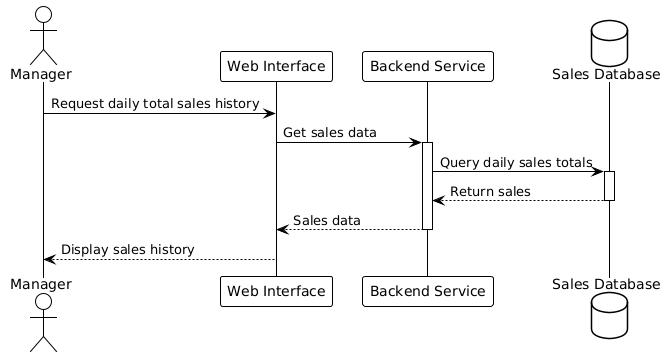 Manager
Web Interface
Backend Service
Sales Database
Request daily total sales history
Get sales data
Query daily sales totals
Return sales
Sales data
Display sales history
Manager
Web Interface
Backend Service
Sales Database